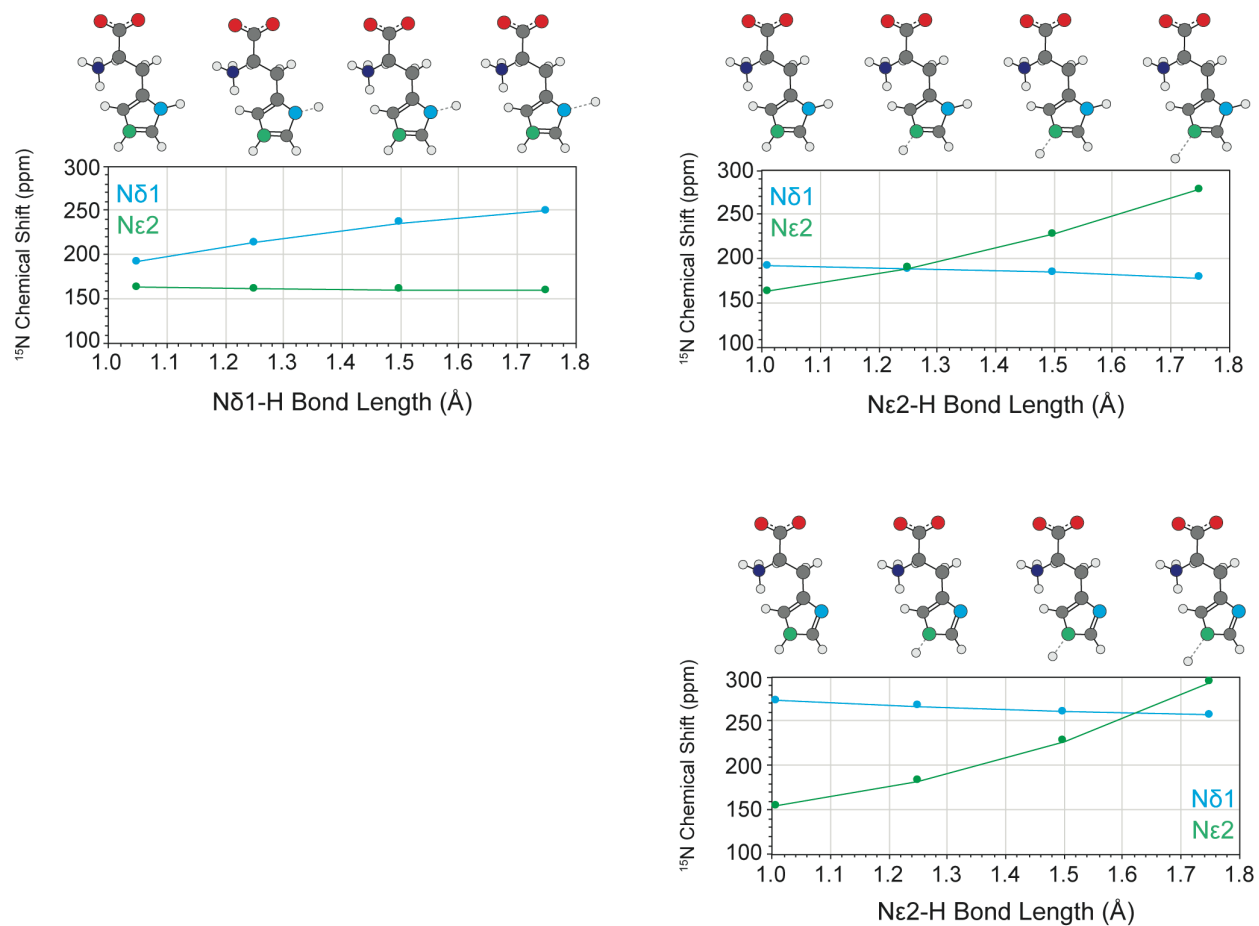 ¹⁵N Chemical Shift (ppm)
300
250
200
150
100
Nδ1
Nε2
1.0 1.1 1.2 1.3 1.4 1.5 1.6 1.7 1.8
Nδ1-H Bond Length (Å)
¹⁵N Chemical Shift (ppm)
300
250
200
150
100
Nδ1
Nε2
1.0 1.1 1.2 1.3 1.4 1.5 1.6 1.7 1.8
Nε2-H Bond Length (Å)
¹⁵N Chemical Shift (ppm)
300
250
200
150
100
Nδ1
Nε2
1.0 1.1 1.2 1.3 1.4 1.5 1.6 1.7 1.8
Nε2-H Bond Length (Å)